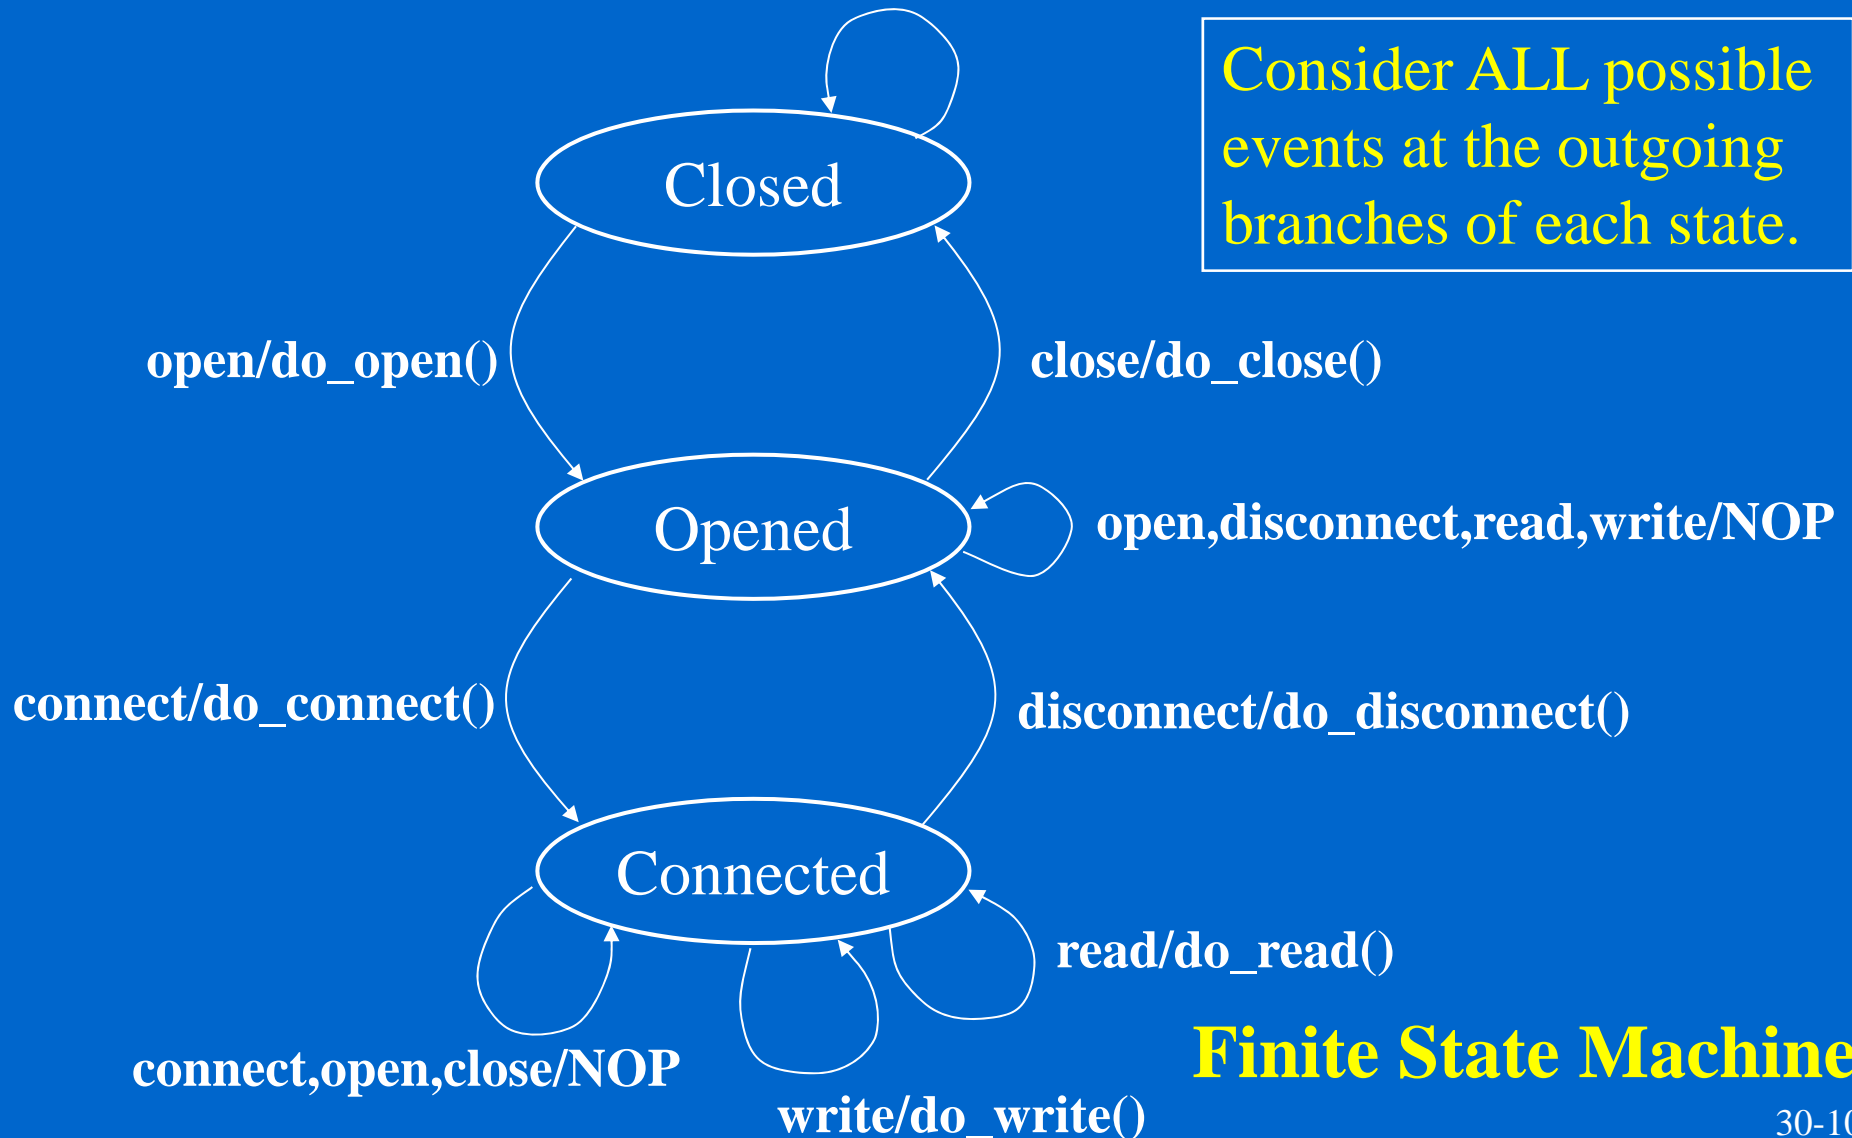 Consider ALL possible
events at the outgoing
branches of each state.
Closed
open/do_open()
close/do_close()
Opened
open,disconnect,read,write/NOP
connect/do_connect()
disconnect/do_disconnect()
Connected
read/do_read()
connect,open,close/NOP
write/do_write()
Finite State Machine
30-10